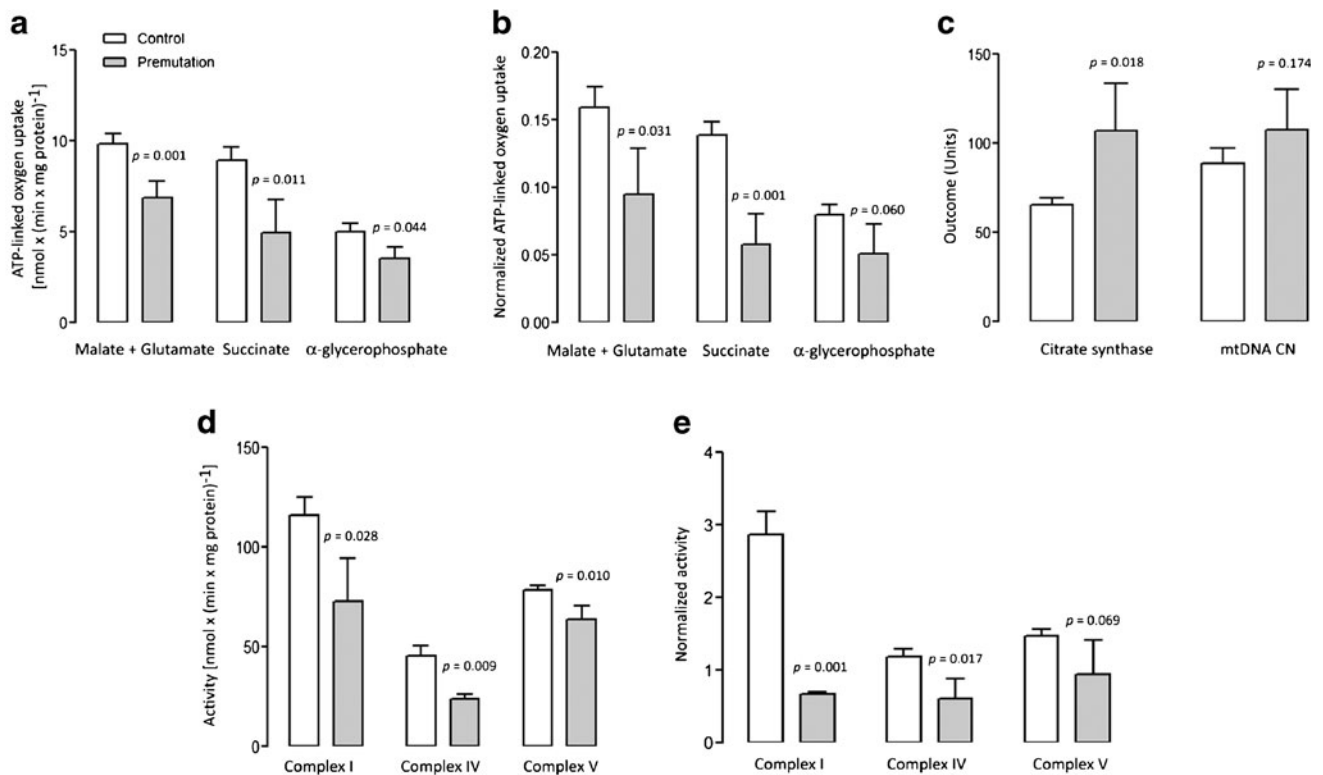 a
Control
Premutation
ATP-linked oxygen uptake
[nmol x (min x mg protein)⁻¹]
15
10
5
0
p = 0.001
p = 0.011
p = 0.044
Malate + Glutamate
Succinate
α-glycerophosphate
b
Normalized ATP-linked oxygen uptake
0.20
0.15
0.10
0.05
0.00
p = 0.031
p = 0.001
p = 0.060
Malate + Glutamate
Succinate
α-glycerophosphate
c
Outcome (Units)
150
100
50
0
p = 0.018
p = 0.174
Citrate synthase
mtDNA CN
d
Activity [nmol x (min x mg protein)⁻¹]
150
100
50
0
p = 0.028
p = 0.009
p = 0.010
Complex I
Complex IV
Complex V
e
Normalized activity
4
3
2
1
0
p = 0.001
p = 0.017
p = 0.069
Complex I
Complex IV
Complex V